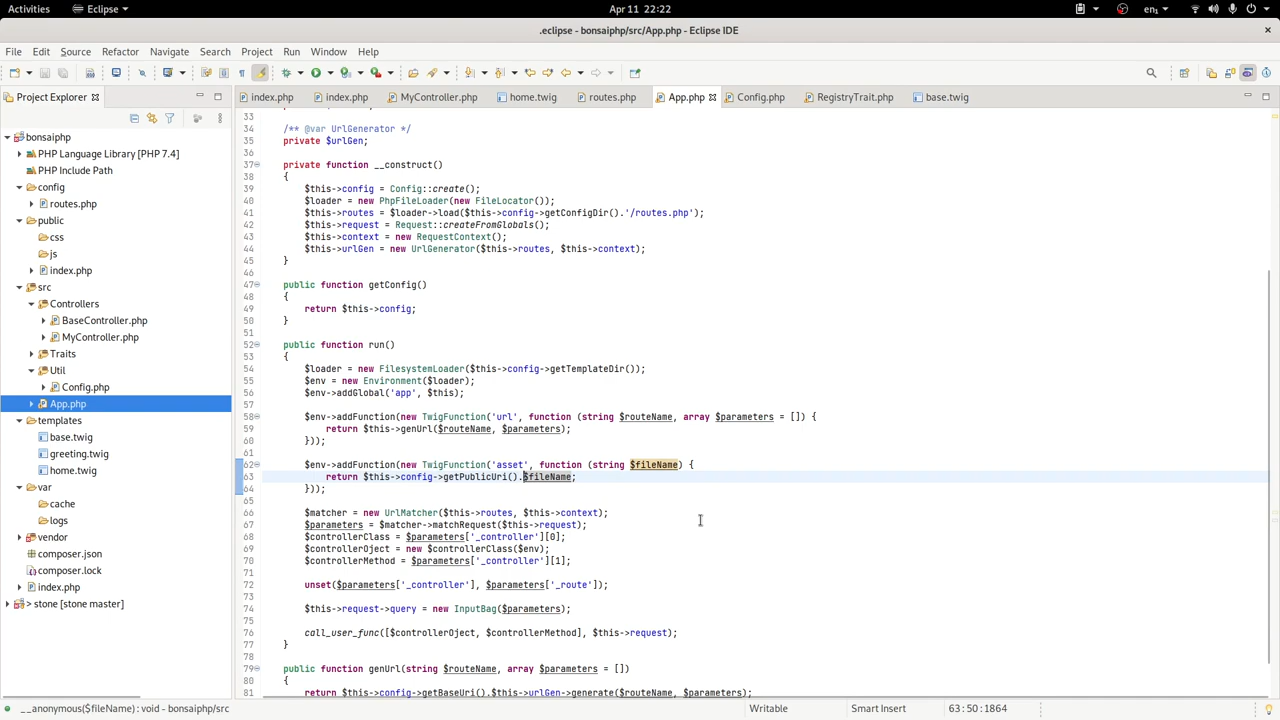 Activities
Eclipse
Apr 11 22:22
en₁
.eclipse - bonsaiphp/src/App.php - Eclipse IDE
File Edit Source Refactor Navigate Search Project Run Window Help
Project Explorer
index.php index.php MyController.php home.twig routes.php App.php Config.php RegistryTrait.php base.twig
bonsaiphp
PHP Language Library [PHP 7.4]
PHP Include Path
config
routes.php
public
css
js
index.php
src
Controllers
BaseController.php
MyController.php
Traits
Util
Config.php
App.php
templates
base.twig
greeting.twig
home.twig
var
cache
logs
vendor
composer.json
composer.lock
index.php
> stone [stone master]
33
34 /** @var UrlGenerator */
35 private $urlGen;
36
37 private function __construct()
38 {
39 $this->config = Config::create();
40 $loader = new PhpFileLoader(new FileLocator());
41 $this->routes = $loader->load($this->config->getConfigDir().'/routes.php');
42 $this->request = Request::createFromGlobals();
43 $this->context = new RequestContext();
44 $this->urlGen = new UrlGenerator($this->routes, $this->context);
45 }
46
47 public function getConfig()
48 {
49 return $this->config;
50 }
51
52 public function run()
53 {
54 $loader = new FilesystemLoader($this->config->getTemplateDir());
55 $env = new Environment($loader);
56 $env->addGlobal('app', $this);
57
58 $env->addFunction(new TwigFunction('url', function (string $routeName, array $parameters = []) {
59 return $this->genUrl($routeName, $parameters);
60 }));
61
62 $env->addFunction(new TwigFunction('asset', function (string $fileName) {
63 return $this->config->getPublicUri().$fileName;
64 }));
65
66 $matcher = new UrlMatcher($this->routes, $this->context);
67 $parameters = $matcher->matchRequest($this->request);
68 $controllerClass = $parameters['_controller'][0];
69 $controllerOject = new $controllerClass($env);
70 $controllerMethod = $parameters['_controller'][1];
71
72 unset($parameters['_controller'], $parameters['_route']);
73
74 $this->request->query = new InputBag($parameters);
75
76 call_user_func([$controllerOject, $controllerMethod], $this->request);
77 }
78
79 public function genUrl(string $routeName, array $parameters = [])
80 {
81 return $this->config->getBaseUri().$this->urlGen->generate($routeName, $parameters);
__anonymous($fileName) : void - bonsaiphp/src
Writable
Smart Insert
63 : 50 : 1864